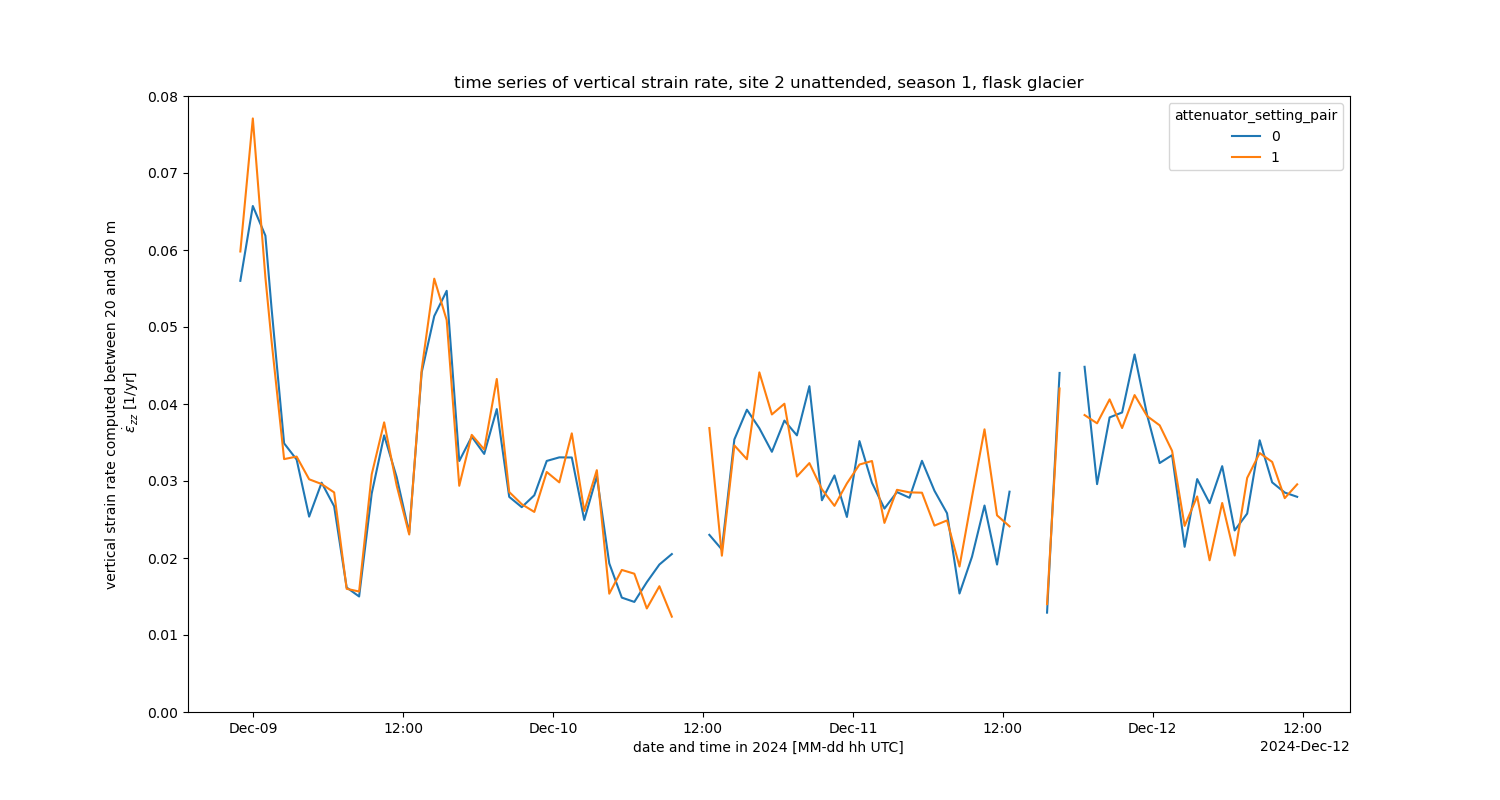 time series of vertical strain rate, site 2 unattended, season 1, flask glacier
attenuator_setting_pair
0
1
vertical strain rate computed between 20 and 300 m
ε̇zz [1/yr]
0.08
0.07
0.06
0.05
0.04
0.03
0.02
0.01
0.00
Dec-09 12:00 Dec-10 12:00 Dec-11 12:00 Dec-12 12:00
date and time in 2024 [MM-dd hh UTC]
2024-Dec-12